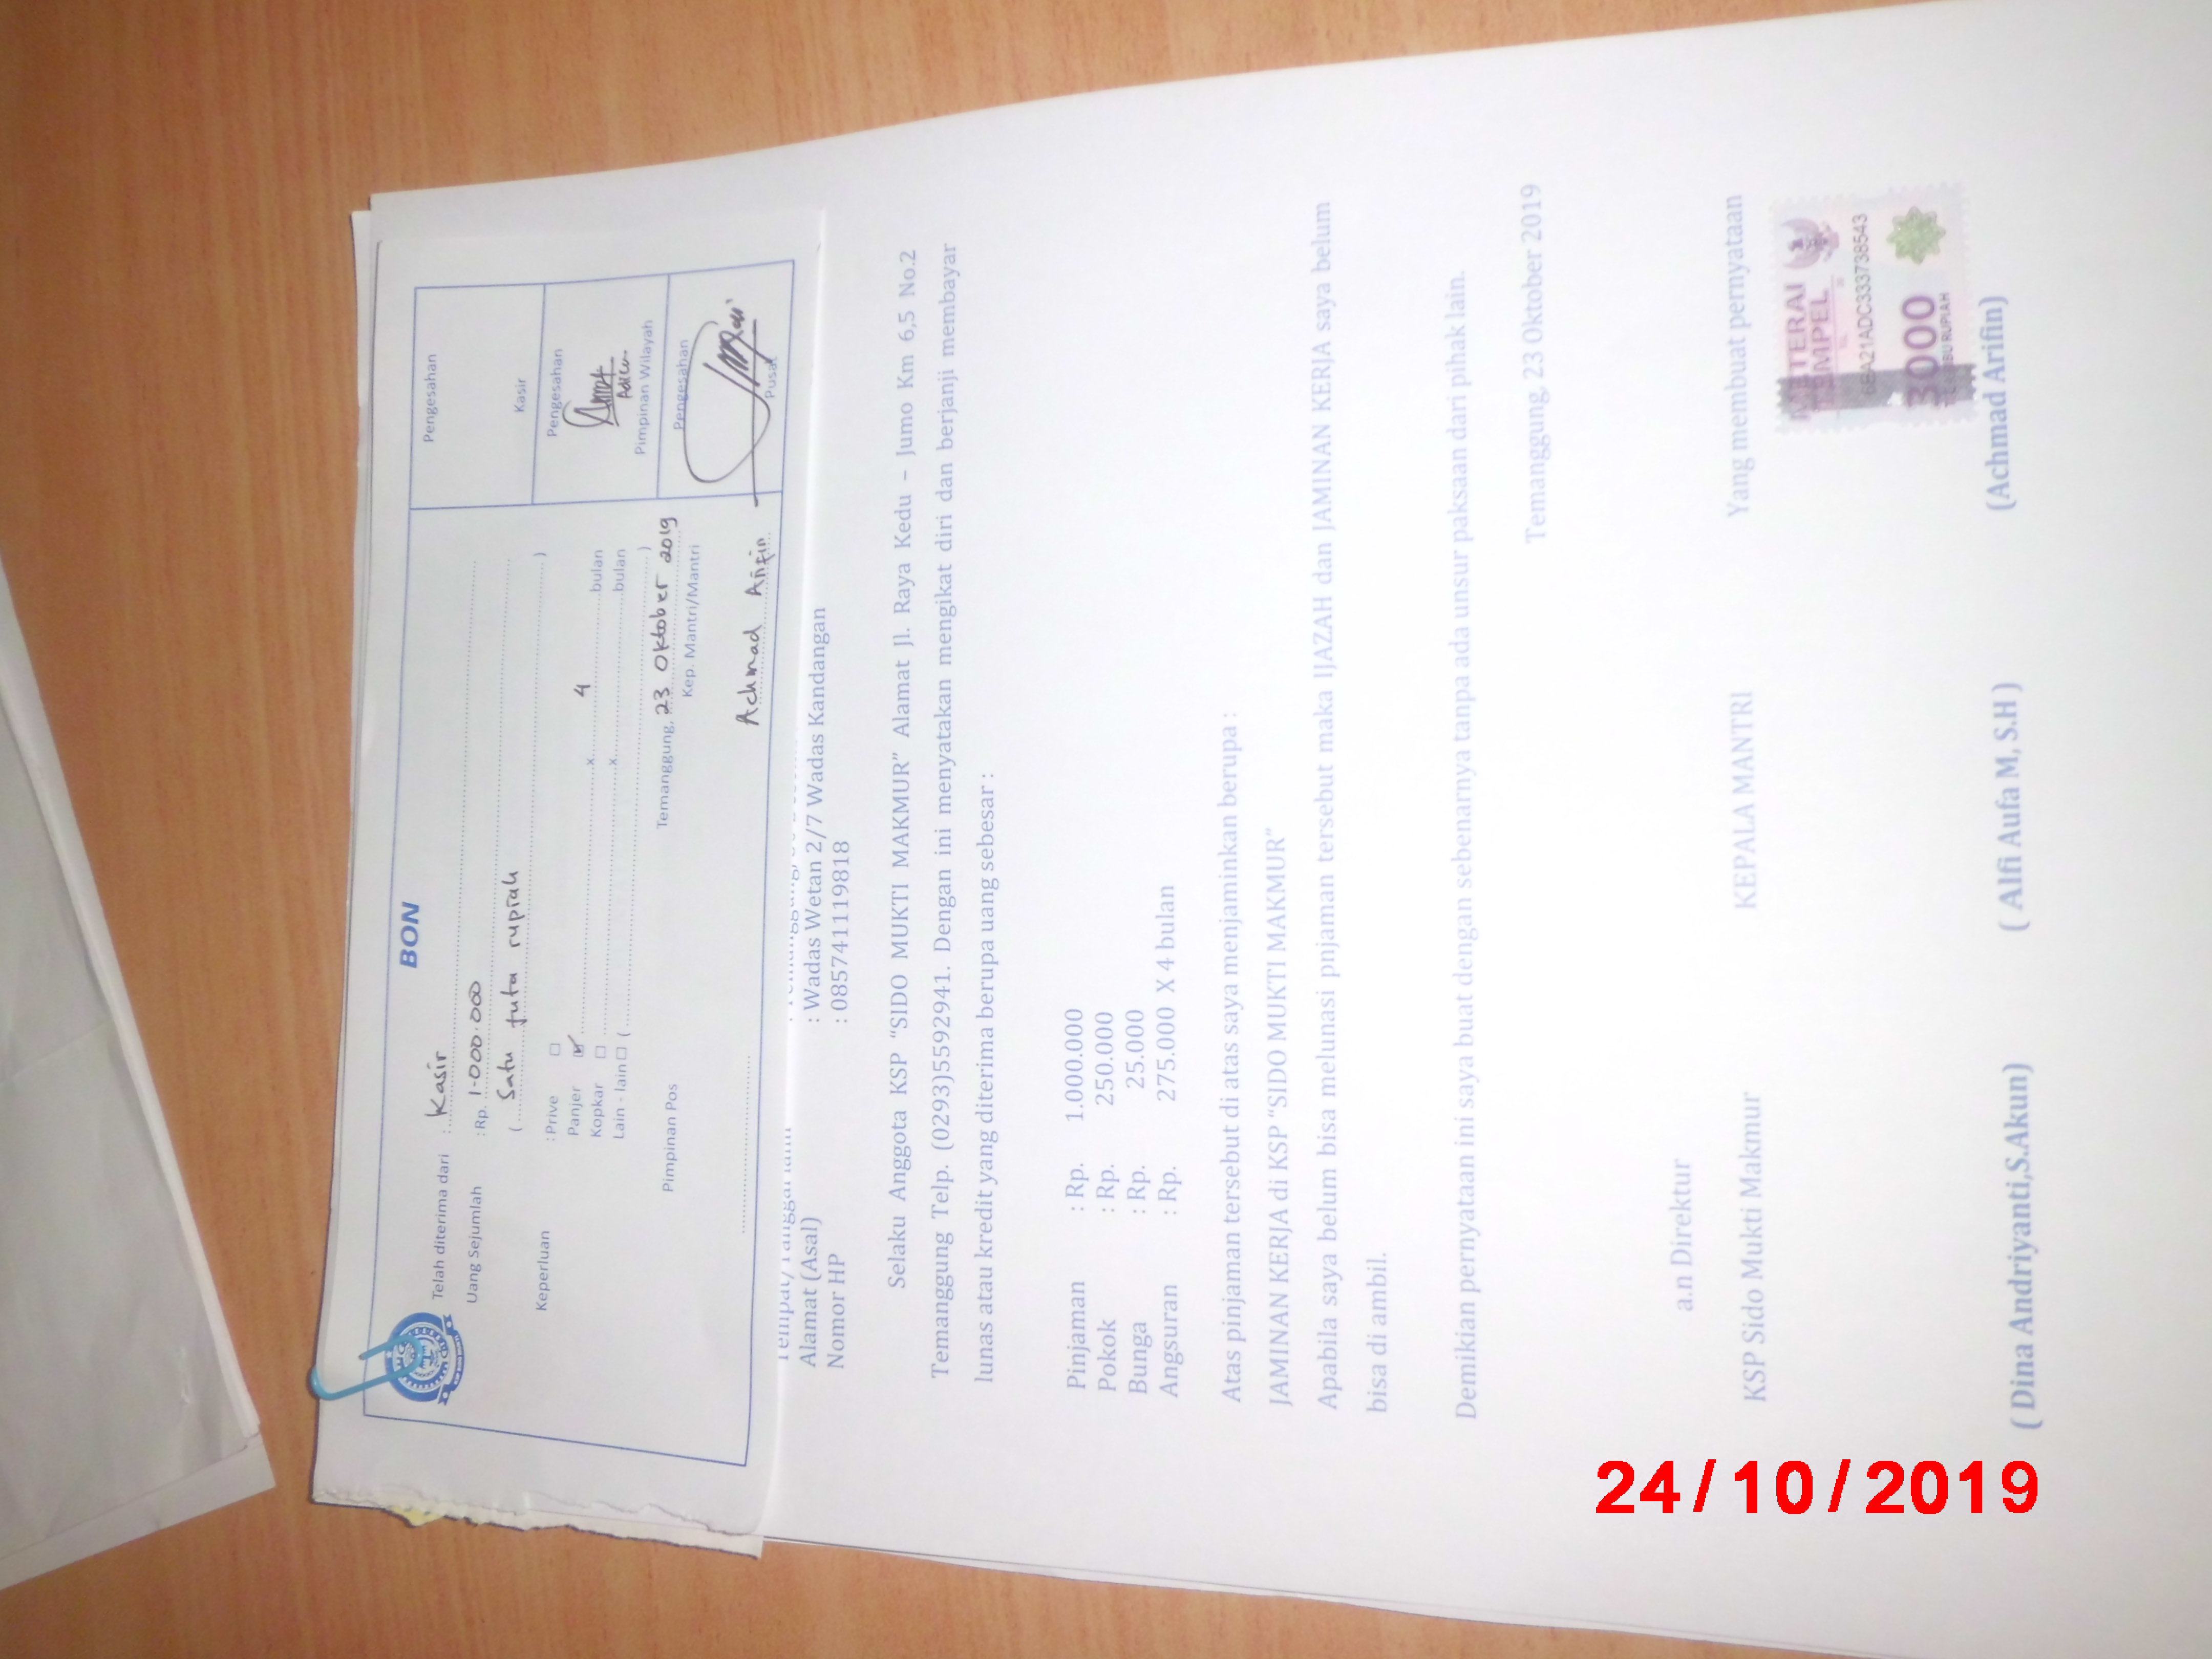 BON
Telah diterima dari : Kasir
Uang Sejumlah : Rp. 1.000.000
( Satu juta rupiah )
Keperluan : Prive
Panjer x 4 bulan
Kopkar x bulan
Lain - lain ( )
Temanggung, 23 Oktober 2019
Pimpinan Pos Kep. Mantri/Mantri
Achmad Arifin
Pengesahan
Kasir
Pengesahan
Adien
Pimpinan Wilayah
Pengesahan
Pusat
Alamat (Asal) : Wadas Wetan 2/7 Wadas Kandangan
Nomor HP : 085741119818
Selaku Anggota KSP "SIDO MUKTI MAKMUR" Alamat Jl. Raya Kedu – Jumo Km 6,5 No.2
Temanggung Telp. (0293)5592941. Dengan ini menyatakan mengikat diri dan berjanji membayar
lunas atau kredit yang diterima berupa uang sebesar :
Pinjaman : Rp. 1.000.000
Pokok : Rp. 250.000
Bunga : Rp. 25.000
Angsuran : Rp. 275.000 X 4 bulan
Atas pinjaman tersebut di atas saya menjaminkan berupa :
JAMINAN KERJA di KSP "SIDO MUKTI MAKMUR"
Apabila saya belum bisa melunasi pnjaman tersebut maka IJAZAH dan JAMINAN KERJA saya belum
bisa di ambil.
Demikian pernyataan ini saya buat dengan sebenarnya tanpa ada unsur paksaan dari pihak lain.
Temanggung, 23 Oktober 2019
a.n Direktur
KSP Sido Mukti Makmur KEPALA MANTRI Yang membuat pernyataan
METERAI
TEMPEL
6EA21ADC333738543
3000
TIGA RIBU RUPIAH
( Dina Andriyanti,S.Akun) ( Alfi Aufa M, S.H ) (Achmad Arifin)
24/10/2019